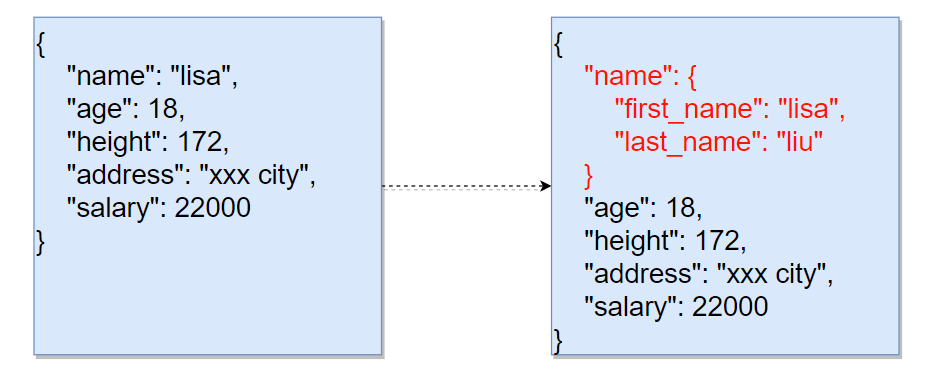 {
"name": "lisa",
"age": 18,
"height": 172,
"address": "xxx city",
"salary": 22000
}
{
"name": {
"first_name": "lisa",
"last_name": "liu"
}
"age": 18,
"height": 172,
"address": "xxx city",
"salary": 22000
}